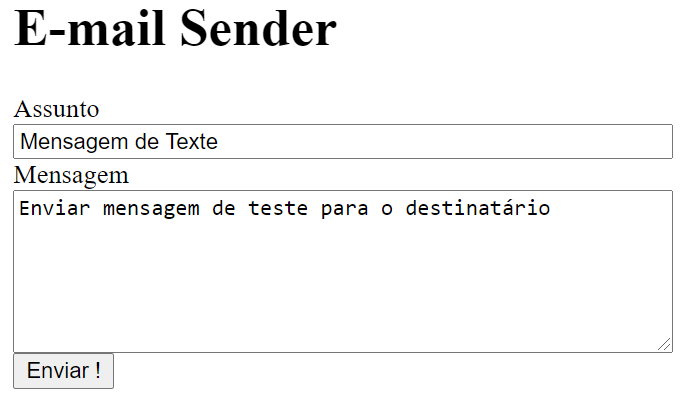 E-mail Sender
Assunto
Mensagem de Texte
Mensagem
Enviar mensagem de teste para o destinatário
Enviar !